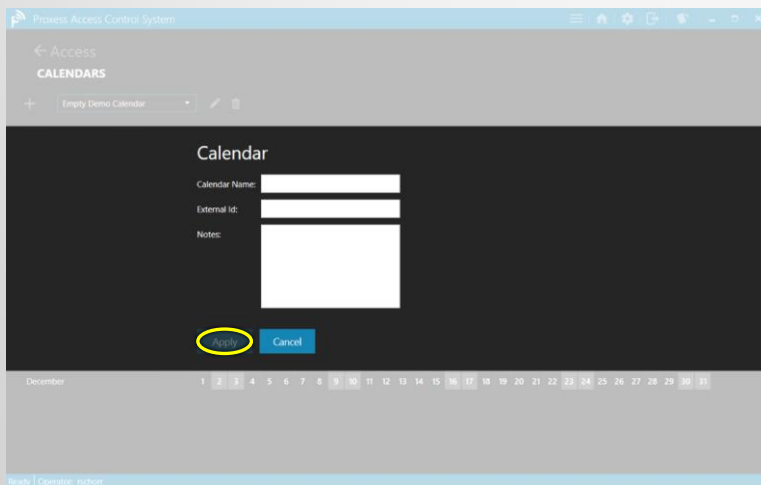 Proxess Access Control System
Access
CALENDARS
Empty Demo Calendar
Calendar
Calendar Name:
External Id:
Notes:
Apply Cancel
December 1 2 3 4 5 6 7 8 9 10 11 12 13 14 15 16 17 18 19 20 21 22 23 24 25 26 27 28 29 30 31
Ready Operator: